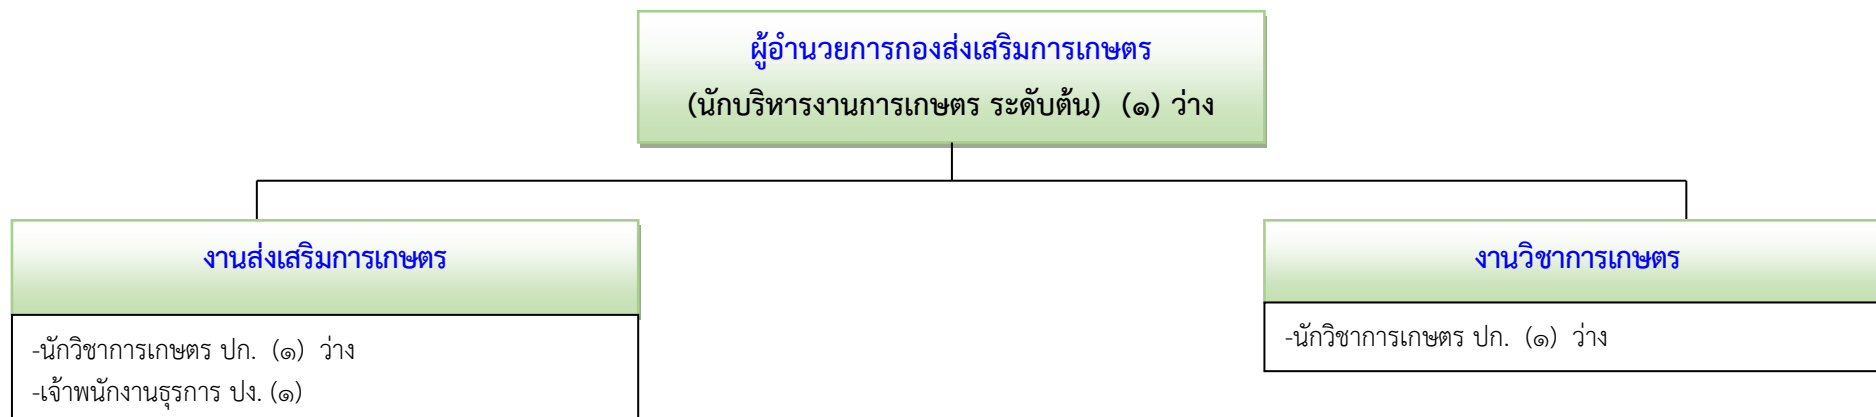 ผู้อำนวยการกองส่งเสริมการเกษตร
(นักบริหารงานการเกษตร ระดับต้น) (๑) ว่าง
งานส่งเสริมการเกษตร
-นักวิชาการเกษตร ปก. (๑) ว่าง
-เจ้าพนักงานธุรการ ปง. (๑)
งานวิชาการเกษตร
-นักวิชาการเกษตร ปก. (๑) ว่าง